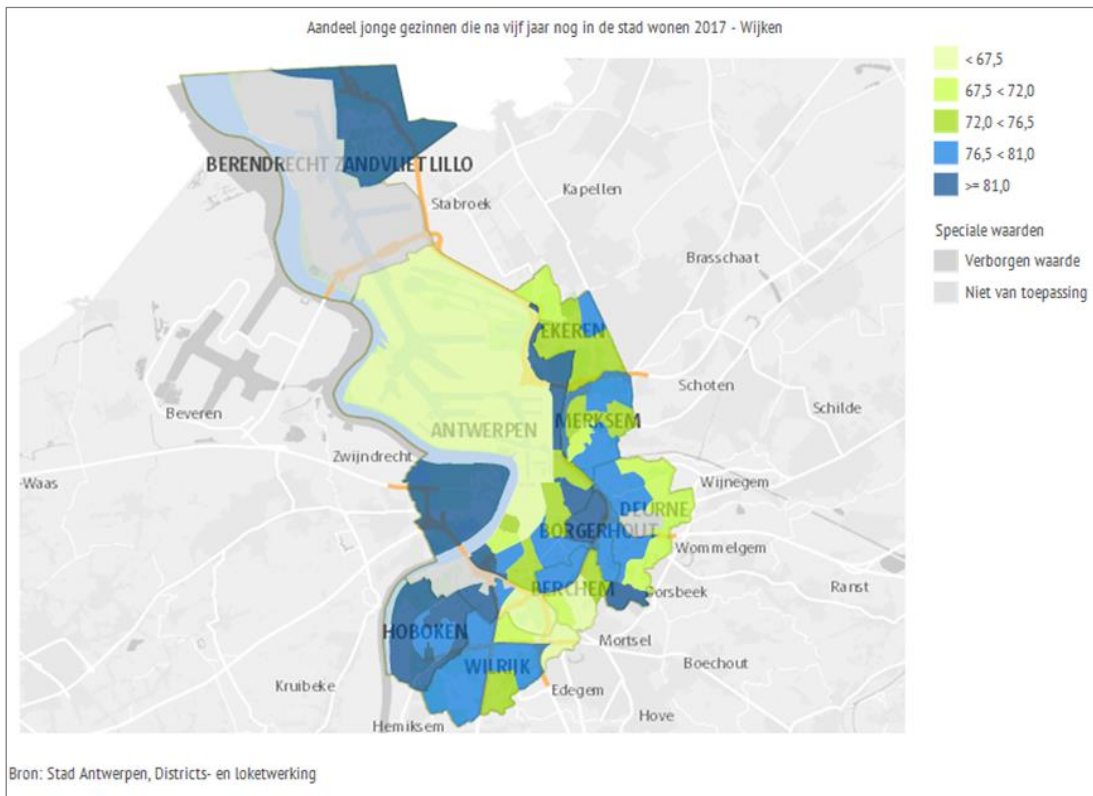 Aandeel jonge gezinnen die na vijf jaar nog in de stad wonen 2017 - Wijken
< 67,5
67,5 < 72,0
72,0 < 76,5
76,5 < 81,0
>= 81,0
Speciale waarden
Verborgen waarde
Niet van toepassing
BERENDRECHT ZANDVLIET LILLO
Kapellen
Stabroek
Brasschaat
EKEREN
Schoten
Beveren
Schilde
MERKSEM
ANTWERPEN
Zwijndrecht
-Waas
Wijnegem
DEURNE
BORGERHOUT
Wommelgem
Ranst
BERCHEM
Borsbeek
HOBOKEN
Mortsel
Boechout
WILRIJK
Kruibeke
Edegem
Hove
Hemiksem
Bron: Stad Antwerpen, Districts- en loketwerking